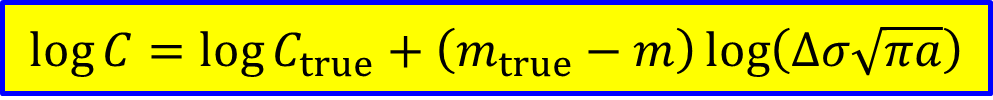 log 𝐶 = log 𝐶_true + (𝑚_true − 𝑚) log(Δ𝜎√𝜋𝑎)